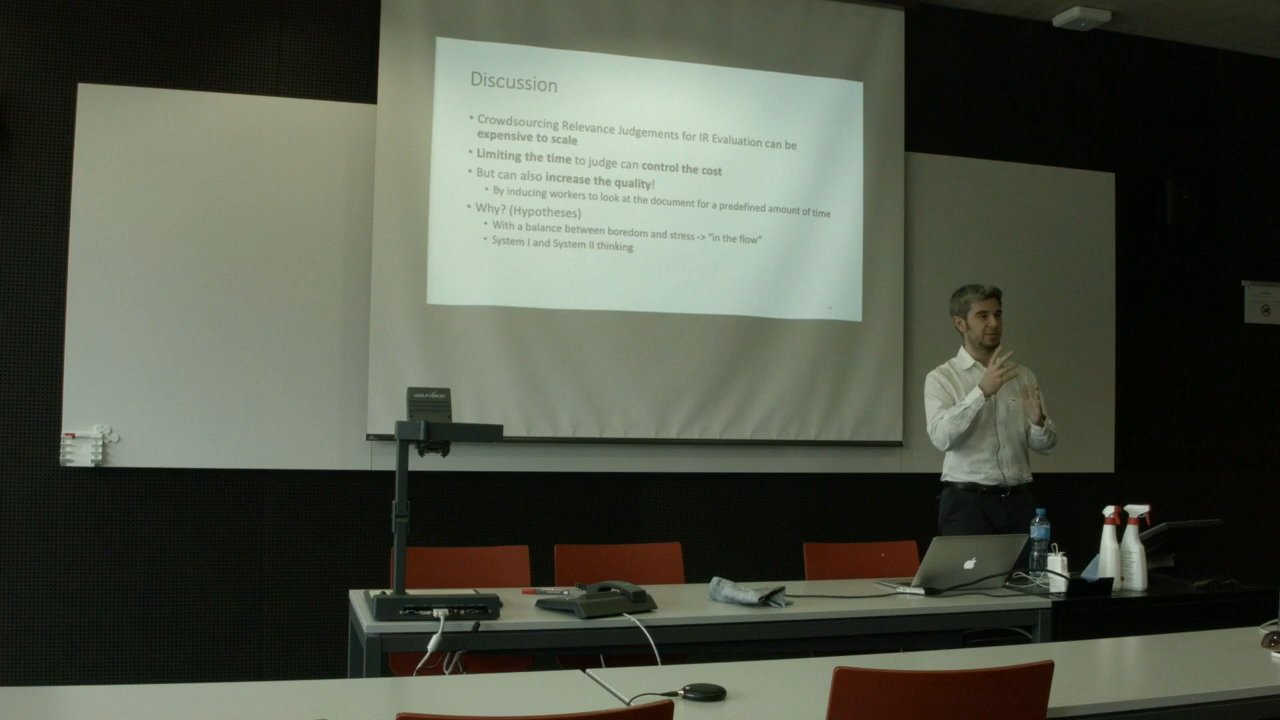 Discussion
• Crowdsourcing Relevance Judgements for IR Evaluation can be
expensive to scale
• Limiting the time to judge can control the cost
• But can also increase the quality!
• By inducing workers to look at the document for a predefined amount of time
• Why? (Hypotheses)
• With a balance between boredom and stress -> "in the flow"
• System I and System II thinking